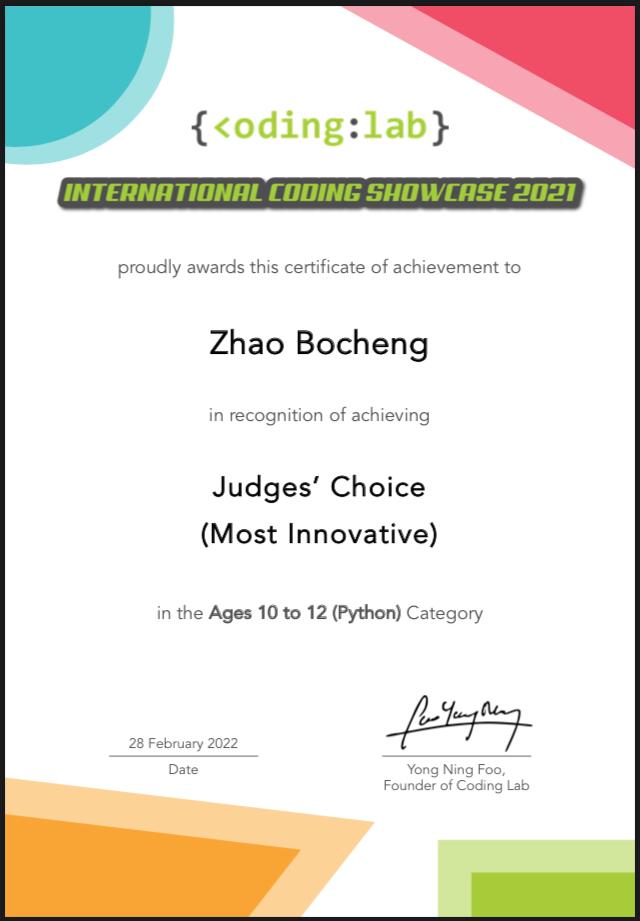 {<oding:lab}
INTERNATIONAL CODING SHOWCASE 2021
proudly awards this certificate of achievement to
Zhao Bocheng
in recognition of achieving
Judges’ Choice
(Most Innovative)
in the Ages 10 to 12 (Python) Category
28 February 2022
Date
Yong Ning Foo,
Founder of Coding Lab